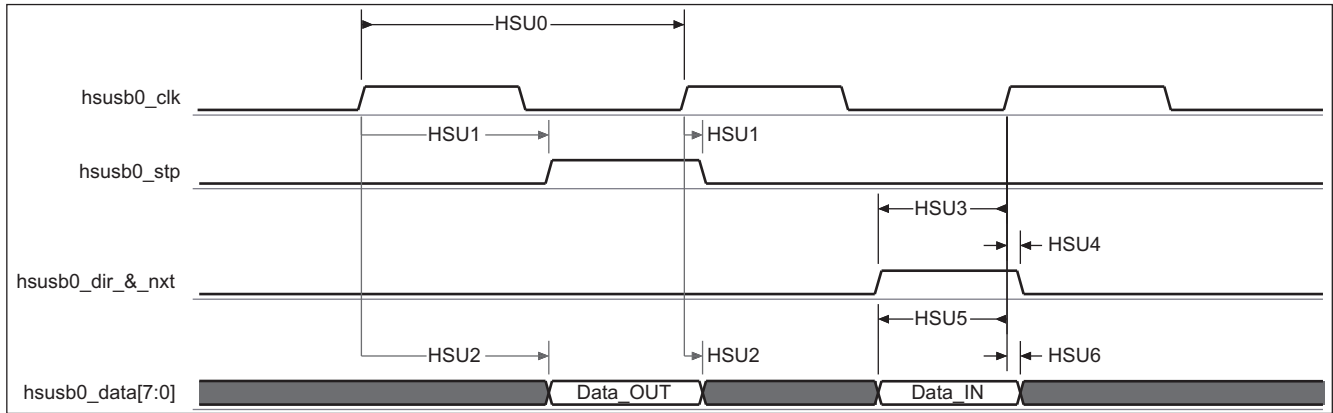 HSU0
hsusb0_clk
HSU1
HSU1
hsusb0_stp
HSU3
HSU4
hsusb0_dir_&_nxt
HSU5
HSU2
HSU2
HSU6
hsusb0_data[7:0]
Data_OUT
Data_IN